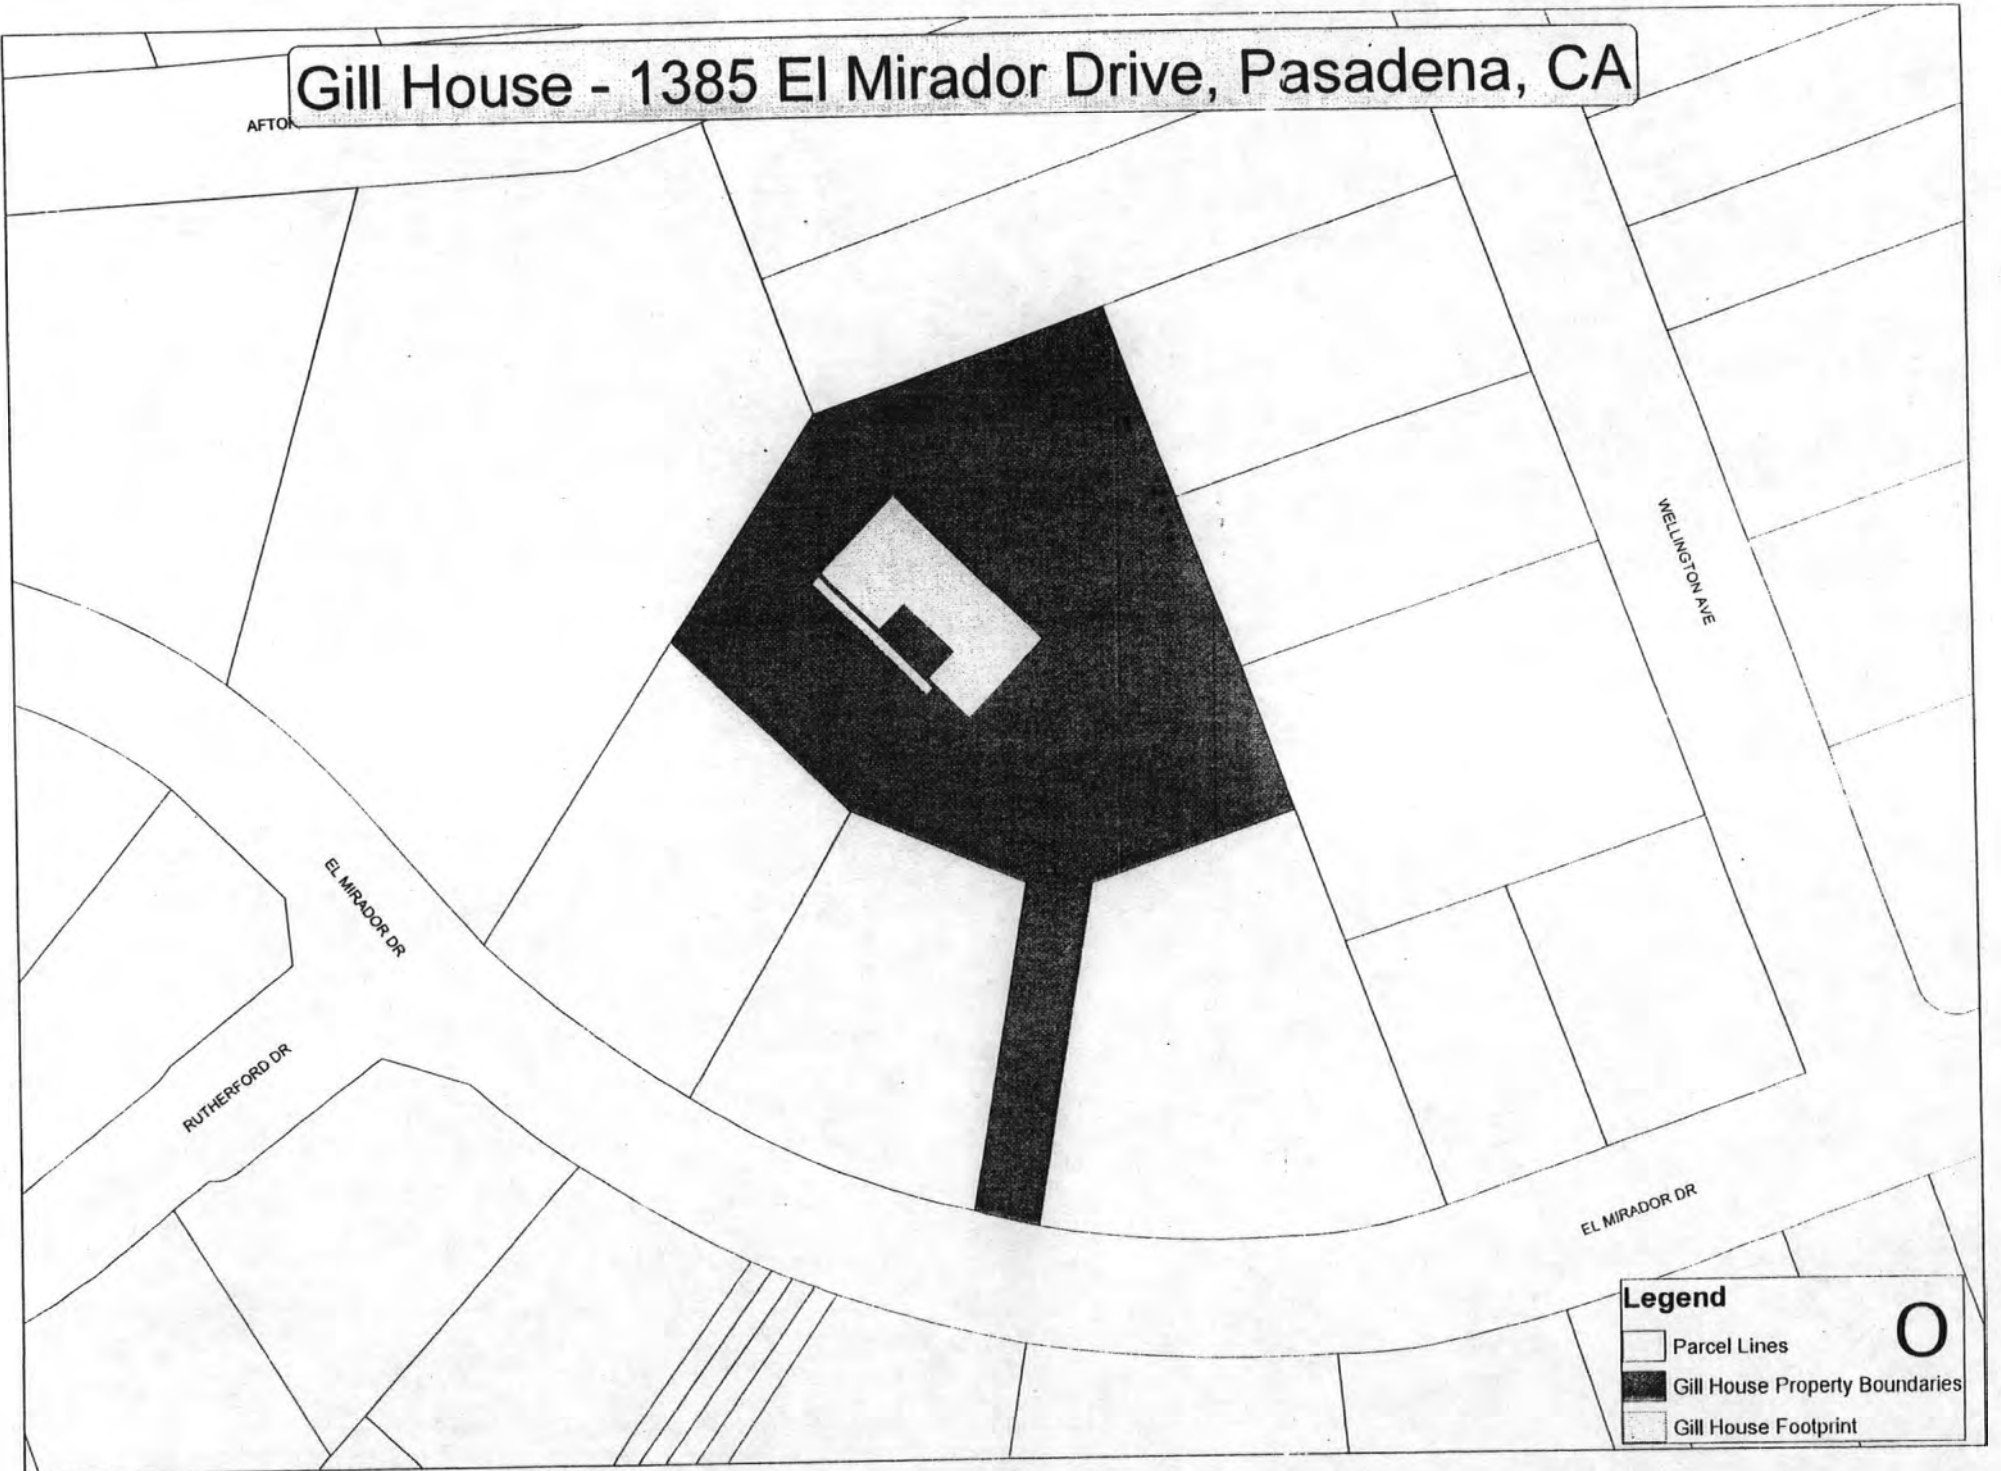 Gill House - 1385 El Mirador Drive, Pasadena, CA
WELLINGTON AVE
EL MIRADOR DR
RUTHERFORD DR
EL MIRADOR DR
Legend
O
Parcel Lines
Gill House Property Boundaries
Gill House Footprint